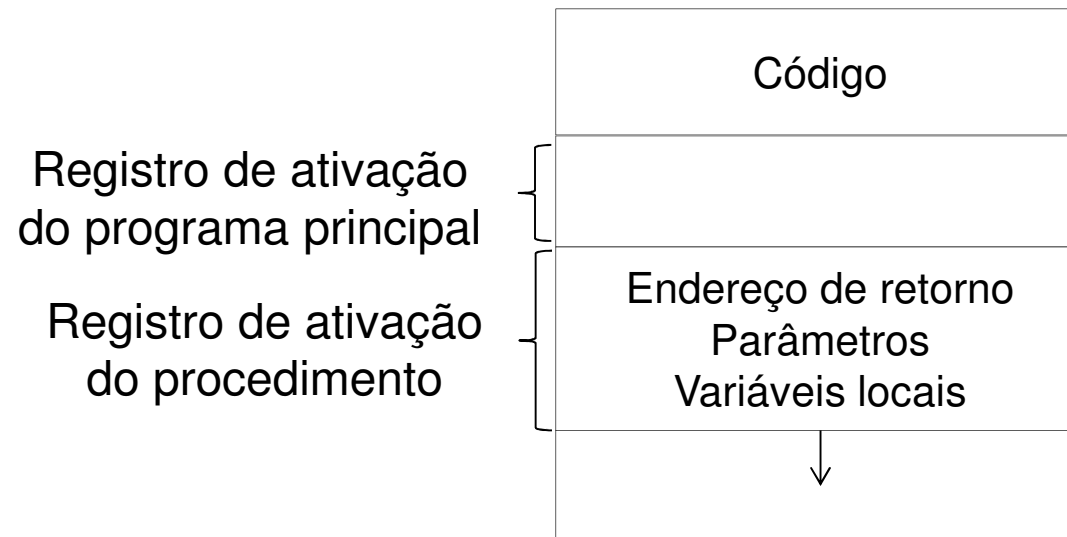 Código
Registro de ativação
do programa principal
Registro de ativação
do procedimento
Endereço de retorno
Parâmetros
Variáveis locais